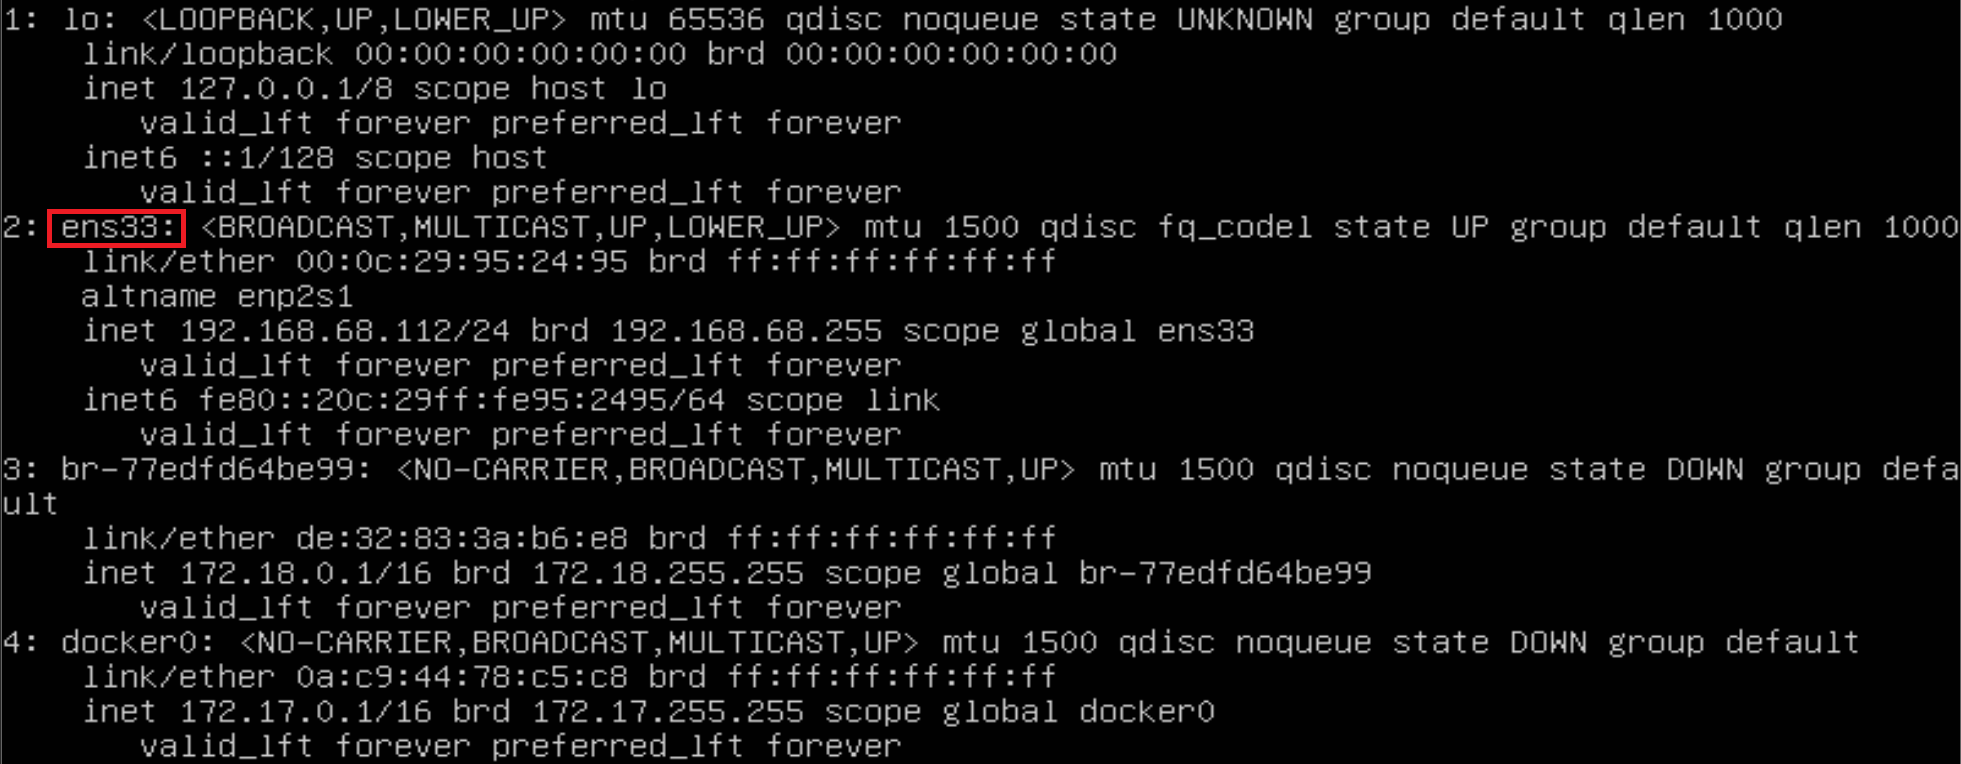 1: lo: <LOOPBACK,UP,LOWER_UP> mtu 65536 qdisc noqueue state UNKNOWN group default qlen 1000
link/loopback 00:00:00:00:00:00 brd 00:00:00:00:00:00
inet 127.0.0.1/8 scope host lo
valid_lft forever preferred_lft forever
inet6 ::1/128 scope host
valid_lft forever preferred_lft forever
2: ens33: <BROADCAST,MULTICAST,UP,LOWER_UP> mtu 1500 qdisc fq_codel state UP group default qlen 1000
link/ether 00:0c:29:95:24:95 brd ff:ff:ff:ff:ff:ff
altname enp2s1
inet 192.168.68.112/24 brd 192.168.68.255 scope global ens33
valid_lft forever preferred_lft forever
inet6 fe80::20c:29ff:fe95:2495/64 scope link
valid_lft forever preferred_lft forever
3: br-77edfd64be99: <NO-CARRIER,BROADCAST,MULTICAST,UP> mtu 1500 qdisc noqueue state DOWN group defa
ult
link/ether de:32:83:3a:b6:e8 brd ff:ff:ff:ff:ff:ff
inet 172.18.0.1/16 brd 172.18.255.255 scope global br-77edfd64be99
valid_lft forever preferred_lft forever
4: docker0: <NO-CARRIER,BROADCAST,MULTICAST,UP> mtu 1500 qdisc noqueue state DOWN group default
link/ether 0a:c9:44:78:c5:c8 brd ff:ff:ff:ff:ff:ff
inet 172.17.0.1/16 brd 172.17.255.255 scope global docker0
valid_lft forever preferred_lft forever